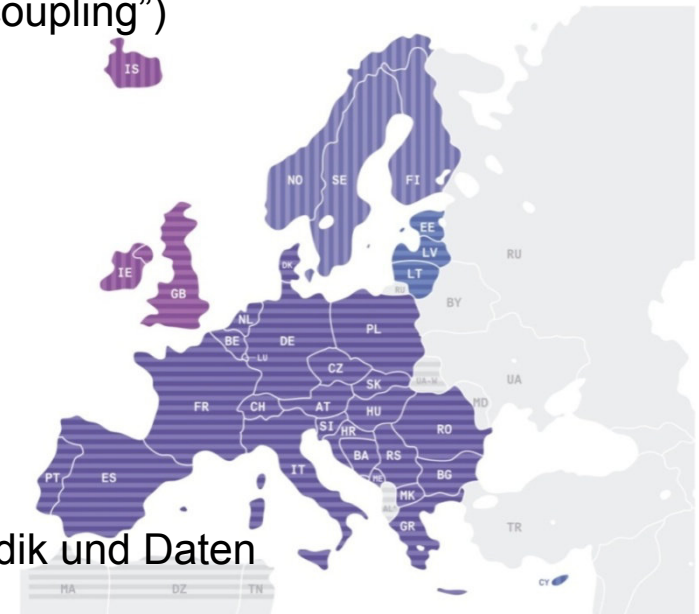 oupling”)
IS
NO SE FI
EE
LV
LT
RU
RU
IE
GB
DK
BY
NL
BE
DE
PL
LU
CZ
SK
UA-W
UA
MD
FR
CH
AT
HU
SI
HR
RO
BA
RS
IT
ME
BG
PT
ES
MK
GR
TR
dik und Daten
CY
MA
DZ
TN